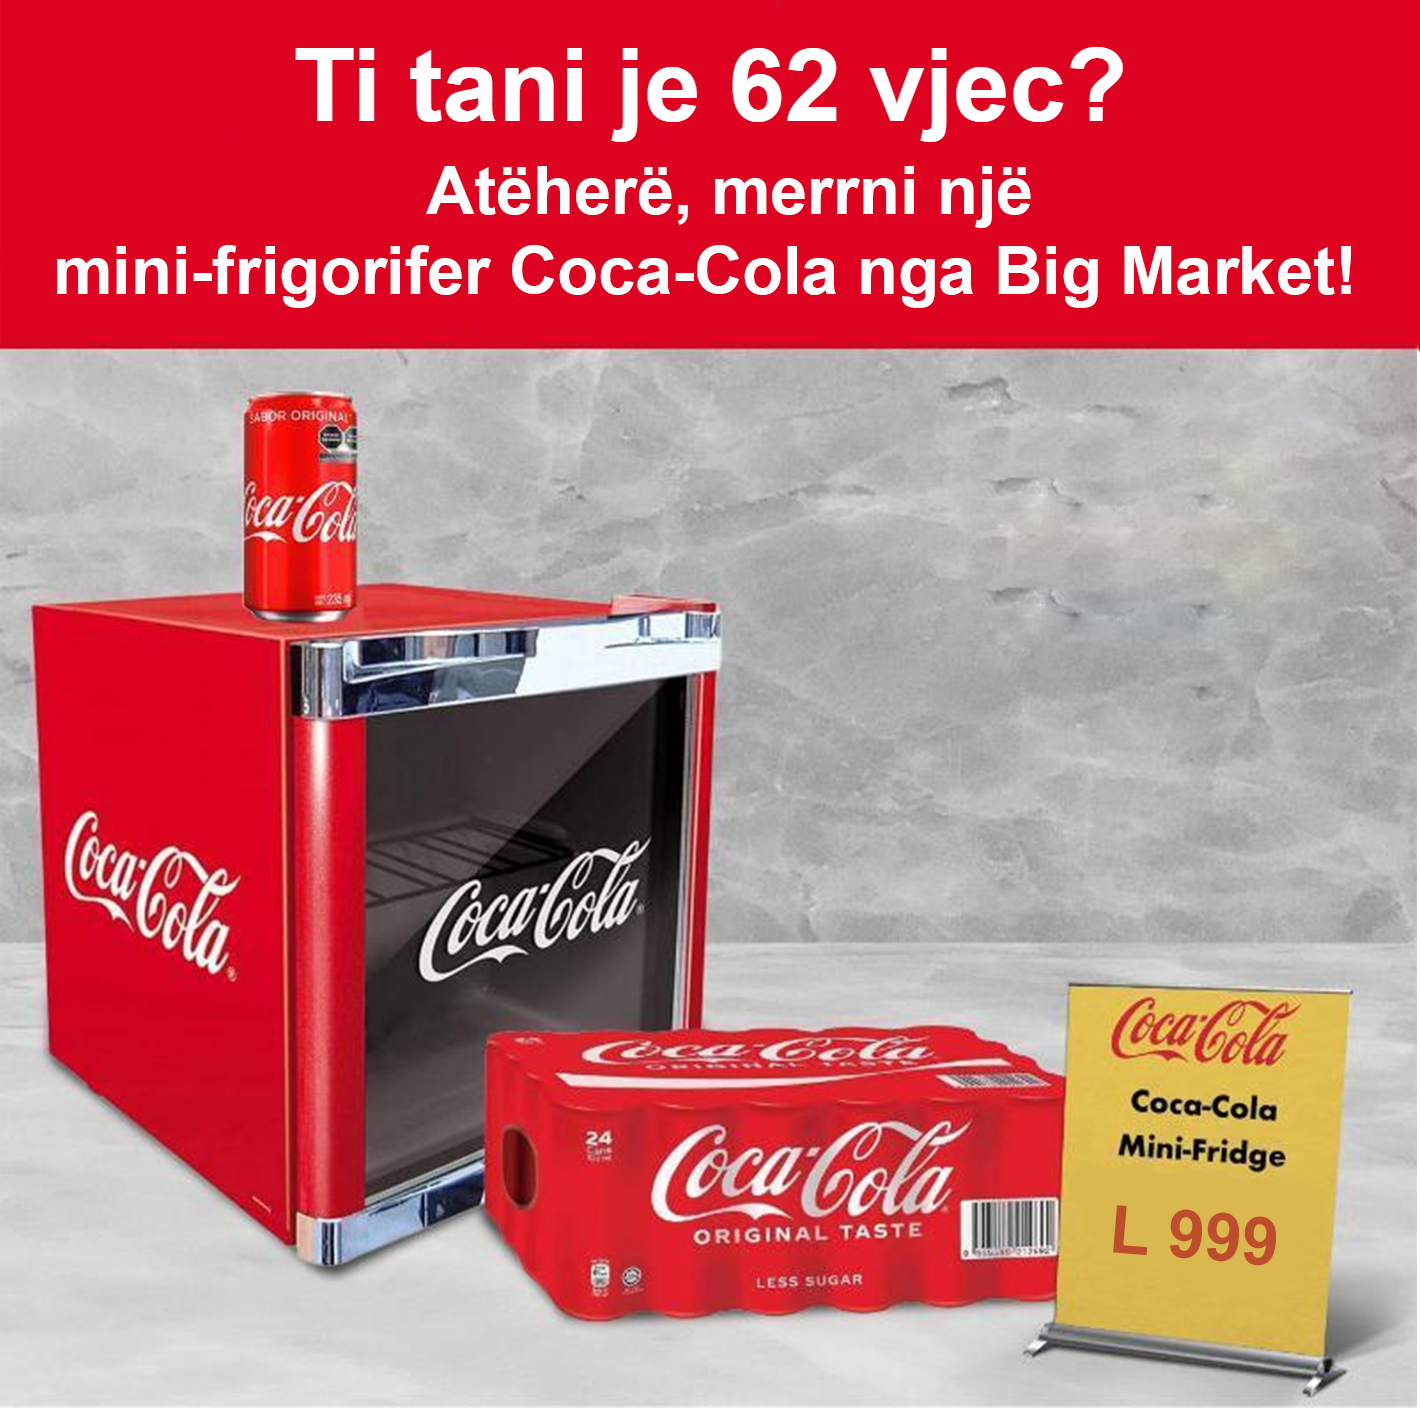 Ti tani je 62 vjec?
Atëherë, merrni një
mini-frigorifer Coca-Cola nga Big Market!
SABOR ORIGINAL
Coca-Cola
235
Coca-Cola
Coca-Cola
Coca-Cola
ORIGINAL TASTE
24
Cans
Coca-Cola
ORIGINAL TASTE
LESS SUGAR
Coca-Cola
Coca-Cola
Mini-Fridge
L 999